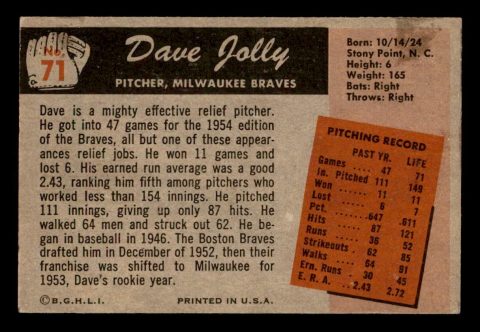 No.
71
Dave Jolly
PITCHER, MILWAUKEE BRAVES
Born: 10/14/24
Stony Point, N. C.
Height: 6
Weight: 165
Bats: Right
Throws: Right
Dave is a mighty effective relief pitcher.
He got into 47 games for the 1954 edition
of the Braves, all but one of these appear-
ances relief jobs. He won 11 games and
lost 6. His earned run average was a good
2.43, ranking him fifth among pitchers who
worked less than 154 innings. He pitched
111 innings, giving up only 87 hits. He
walked 64 men and struck out 62. He be-
gan in baseball in 1946. The Boston Braves
drafted him in December of 1952, then their
franchise was shifted to Milwaukee for
1953, Dave's rookie year.
PITCHING RECORD
PAST YR. LIFE
Games 47 71
In. Pitched 111 149
Won 11 11
Lost 6 7
Pct. .647 .611
Hits 87 121
Runs 36 52
Strikeouts 62 85
Walks 64 91
Ern. Runs 30 45
E. R. A. 2.43 2.72
©B.G.H.L.I. PRINTED IN U.S.A.